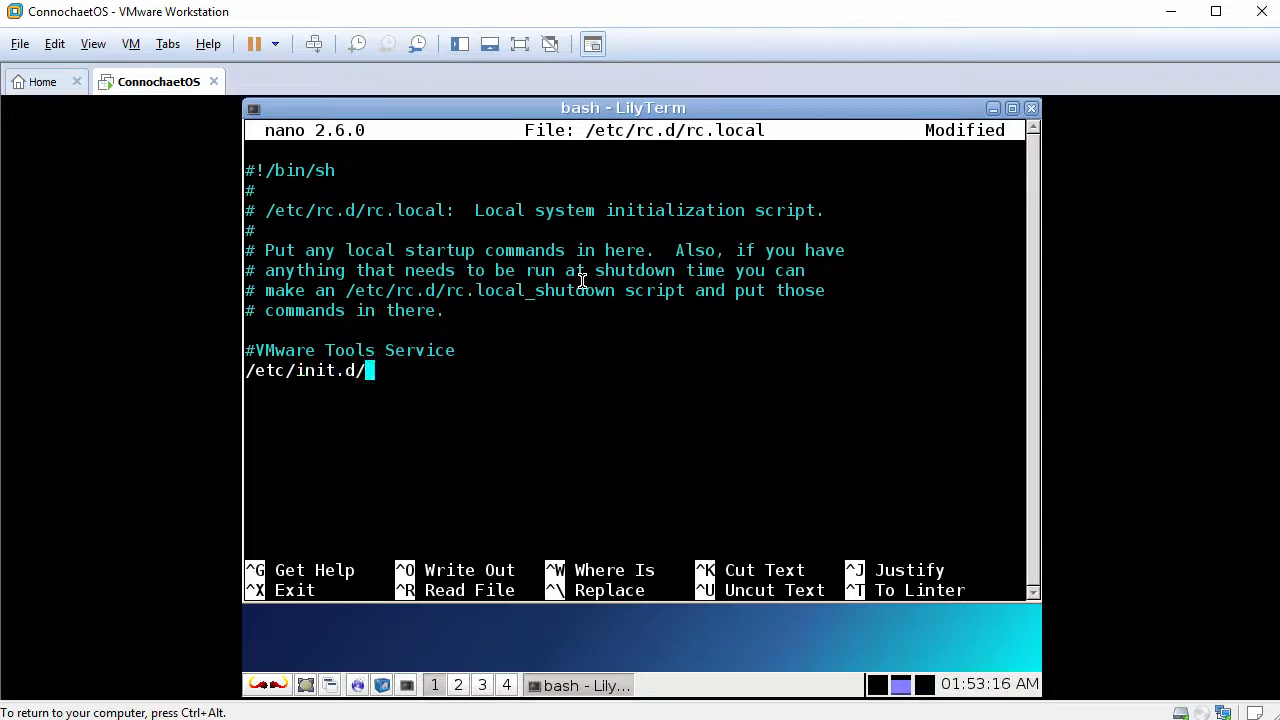 ConnochaetOS - VMware Workstation
File Edit View VM Tabs Help
Home ConnochaetOS
bash - LilyTerm
nano 2.6.0 File: /etc/rc.d/rc.local Modified
#!/bin/sh
#
# /etc/rc.d/rc.local:  Local system initialization script.
#
# Put any local startup commands in here.  Also, if you have
# anything that needs to be run at shutdown time you can
# make an /etc/rc.d/rc.local_shutdown script and put those
# commands in there.
#VMware Tools Service
/etc/init.d/
^G Get Help ^O Write Out ^W Where Is ^K Cut Text ^J Justify
^X Exit ^R Read File ^\ Replace ^U Uncut Text ^T To Linter
1 2 3 4 bash - Lily... 01:53:16 AM
To return to your computer, press Ctrl+Alt.